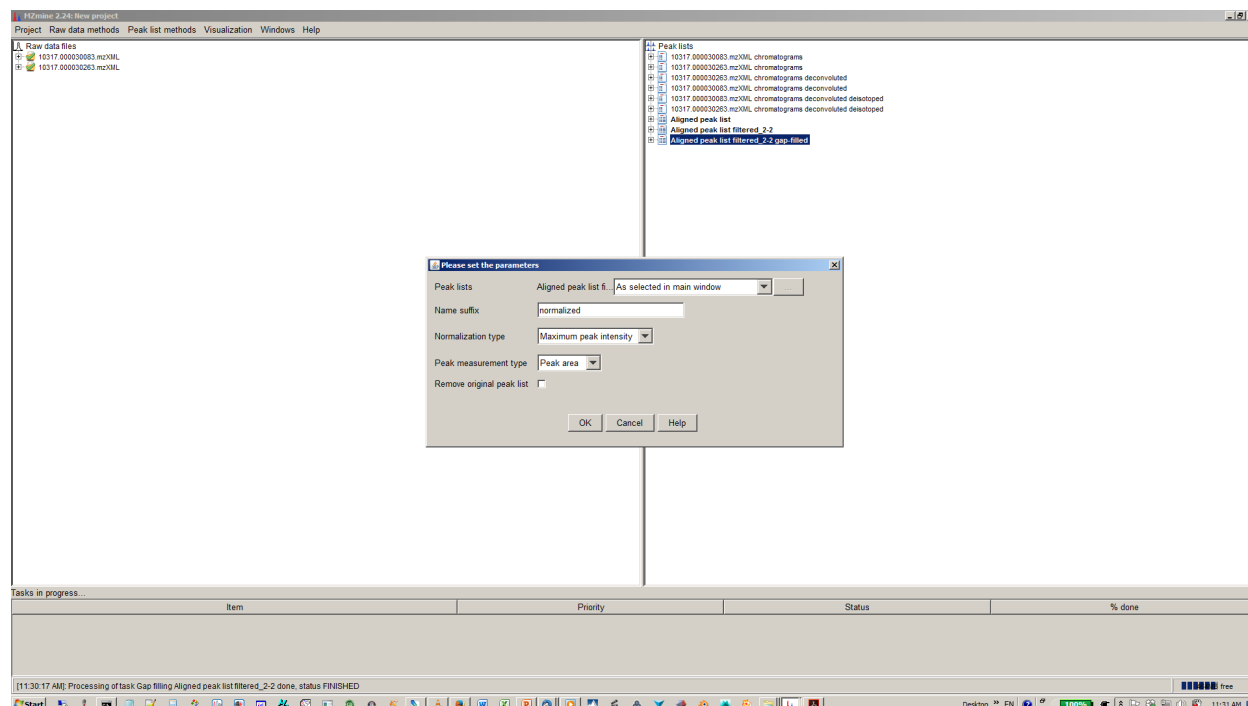 MZmine 2.24: New project
Project Raw data methods Peak list methods Visualization Windows Help
Raw data files
10317.000030083.mzXML
10317.000030263.mzXML
Peak lists
10317.000030083.mzXML chromatograms
10317.000030263.mzXML chromatograms
10317.000030263.mzXML chromatograms deconvoluted
10317.000030083.mzXML chromatograms deconvoluted
10317.000030083.mzXML chromatograms deconvoluted deisotoped
10317.000030263.mzXML chromatograms deconvoluted deisotoped
Aligned peak list
Aligned peak list filtered_2-2
Aligned peak list filtered_2-2 gap-filled
Please set the parameters
Peak lists Aligned peak list fi... As selected in main window ...
Name suffix normalized
Normalization type Maximum peak intensity
Peak measurement type Peak area
Remove original peak list
OK Cancel Help
Tasks in progress...
Item Priority Status % done
[11:30:17 AM]: Processing of task Gap filling Aligned peak list filtered_2-2 done, status FINISHED
free
Start Desktop » EN 100% 11:31 AM